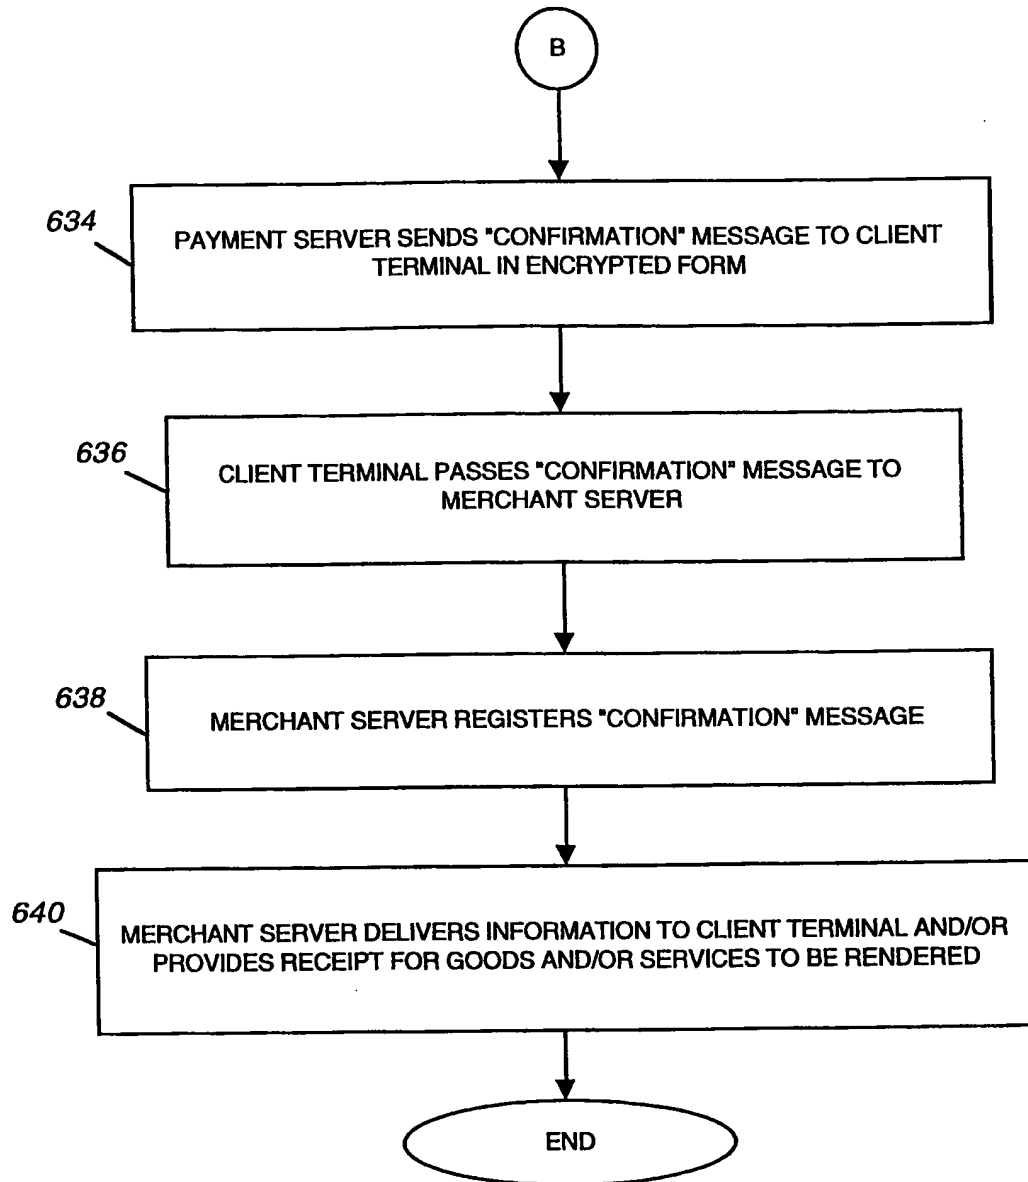 B
634
PAYMENT SERVER SENDS "CONFIRMATION" MESSAGE TO CLIENT
TERMINAL IN ENCRYPTED FORM
636
CLIENT TERMINAL PASSES "CONFIRMATION" MESSAGE TO
MERCHANT SERVER
638
MERCHANT SERVER REGISTERS "CONFIRMATION" MESSAGE
640
MERCHANT SERVER DELIVERS INFORMATION TO CLIENT TERMINAL AND/OR
PROVIDES RECEIPT FOR GOODS AND/OR SERVICES TO BE RENDERED
END